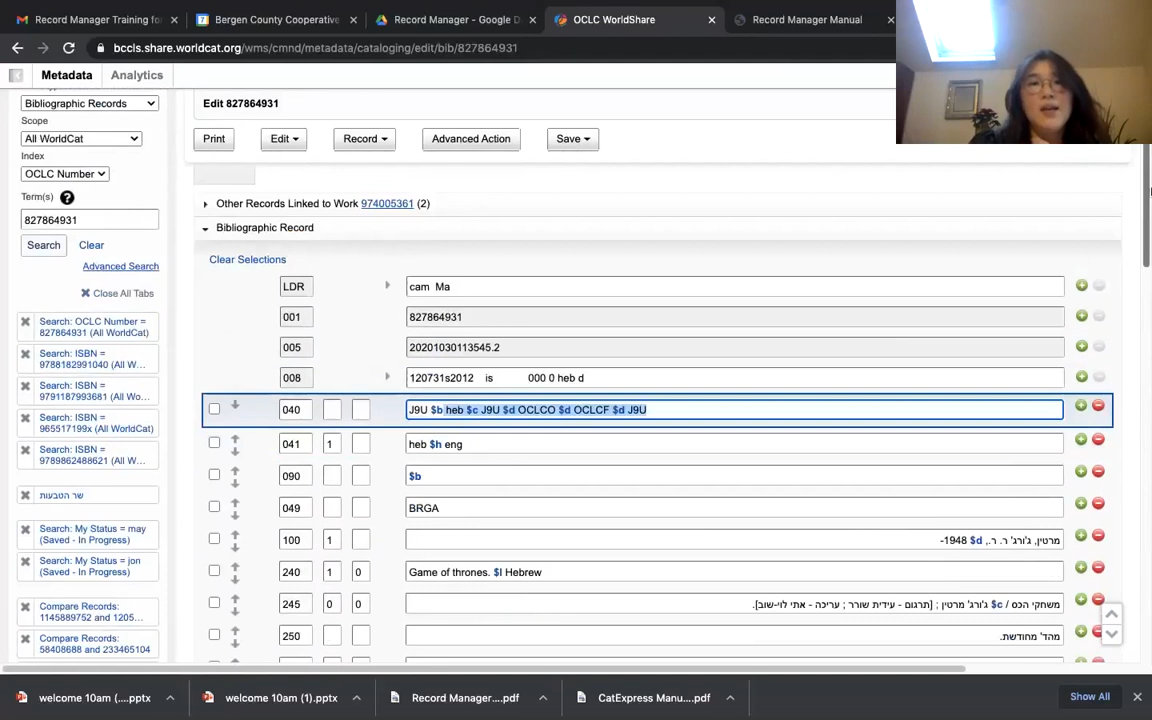 Record Manager Training fo
Bergen County Cooperative
Record Manager - Google D
OCLC WorldShare
Record Manager Manual
bccls.share.worldcat.org/wms/cmnd/metadata/cataloging/edit/bib/827864931
Metadata
Analytics
Bibliographic Records
Scope
All WorldCat
Index
OCLC Number
Term(s)
827864931
Search
Clear
Advanced Search
Close All Tabs
Search: OCLC Number =
827864931 (All WorldCat)
Search: ISBN =
9788182991040 (All W...
Search: ISBN =
9791187993681 (All W...
Search: ISBN =
965517199x (All WorldCat)
Search: ISBN =
9789862488621 (All W...
שר הטבעות
Search: My Status = may
(Saved - In Progress)
Search: My Status = jon
(Saved - In Progress)
Compare Records:
1145889752 and 1205...
Compare Records:
58408688 and 233465104
Edit 827864931
Print
Edit
Record
Advanced Action
Save
Other Records Linked to Work 974005361 (2)
Bibliographic Record
Clear Selections
LDR cam Ma
001 827864931
005 20201030113545.2
008 120731s2012 is 000 0 heb d
040 J9U $b heb $c J9U $d OCLCO $d OCLCF $d J9U
041 1 heb $h eng
090 $b
049 BRGA
100 1 מרטין, ג'ורג' ר. ר., $d 1948-
240 1 0 Game of thrones. $l Hebrew
245 0 0 משחקי הכס / $c ג'ורג' מרטין ; [תרגום - עידית שורר ; עריכה - אתי לוי-שוב].
250 מהד' מחודשת.
welcome 10am (....pptx
welcome 10am (1).pptx
Record Manager....pdf
CatExpress Manu....pdf
Show All